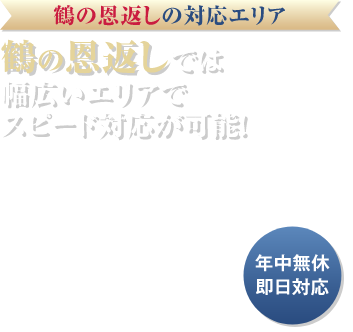 鶴の恩返しの対応エリア
鶴の恩返しでは
幅広いエリアで
スピード対応が可能!
年中無休
即日対応